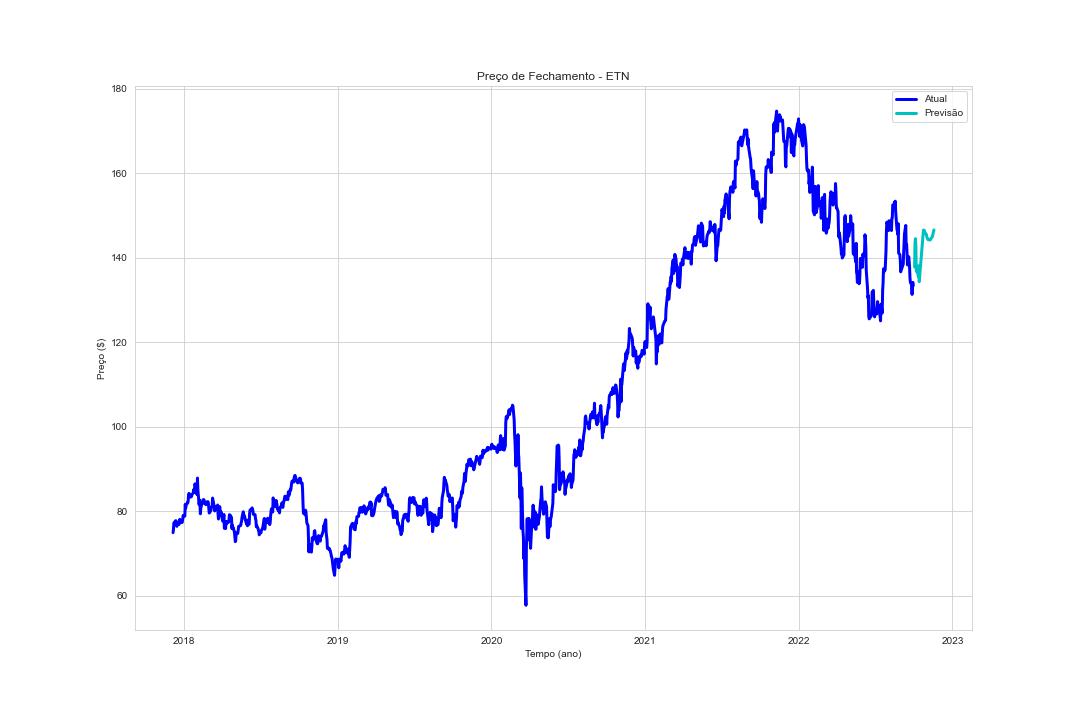 Preço de Fechamento - ETN
Atual
Previsão
180
160
140
120
100
80
60
Preço ($)
2018 2019 2020 2021 2022 2023
Tempo (ano)